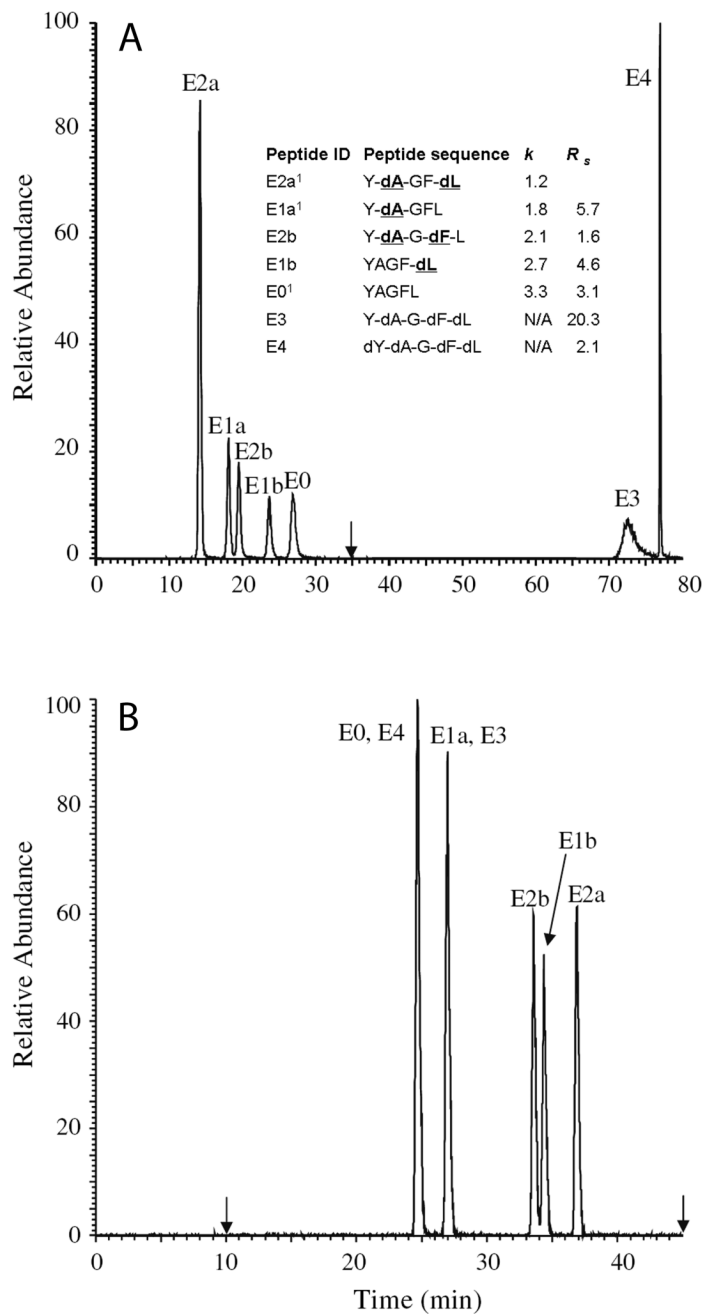 A
100
80
60
40
20
0
Relative Abundance
E2a
E1a
E2b
E1b
E0
E3
E4
Peptide ID Peptide sequence k Rs
E2a1 Y-dA-GF-dL 1.2
E1a1 Y-dA-GFL 1.8 5.7
E2b Y-dA-G-dF-L 2.1 1.6
E1b YAGF-dL 2.7 4.6
E01 YAGFL 3.3 3.1
E3 Y-dA-G-dF-dL N/A 20.3
E4 dY-dA-G-dF-dL N/A 2.1
0 10 20 30 40 50 60 70 80
B
100
80
60
40
20
0
Relative Abundance
E0, E4
E1a, E3
E1b
E2b
E2a
0 10 20 30 40
Time (min)